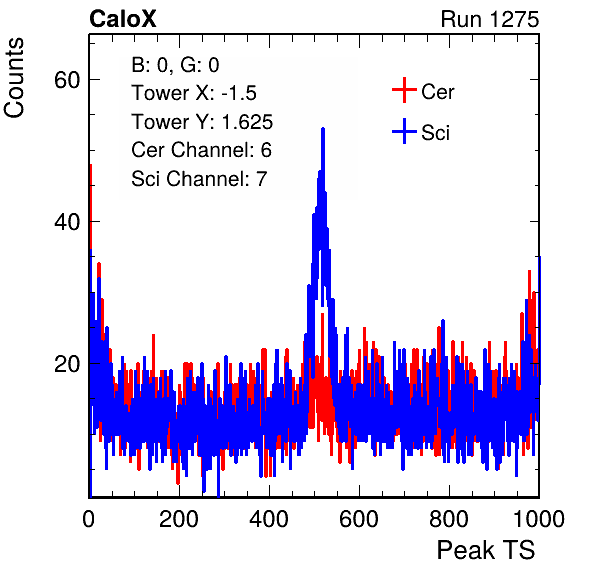 CaloX Run 1275
Counts
B: 0, G: 0
Tower X: -1.5
Tower Y: 1.625
Cer Channel: 6
Sci Channel: 7
Cer
Sci
60
40
20
0 200 400 600 800 1000
Peak TS